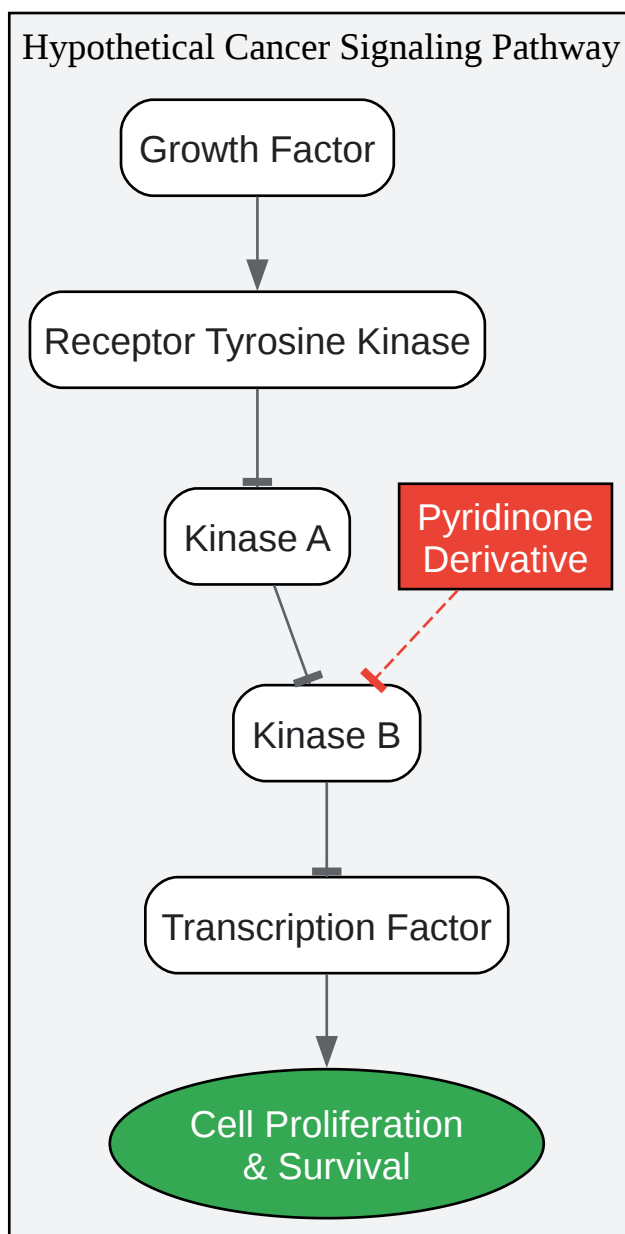 Hypothetical Cancer Signaling Pathway
Growth Factor
Receptor Tyrosine Kinase
Kinase A
Pyridinone
Derivative
Kinase B
Transcription Factor
Cell Proliferation
& Survival